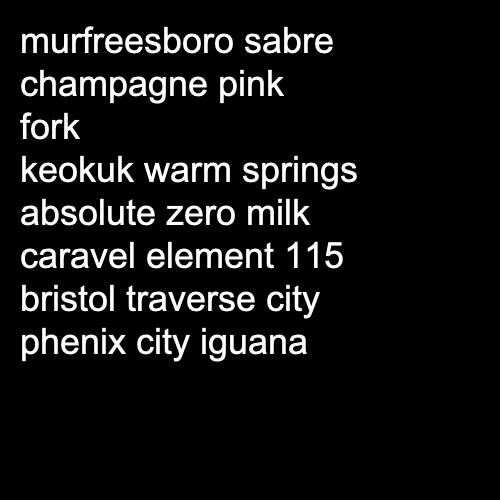 murfreesboro sabre
champagne pink
fork
keokuk warm springs
absolute zero milk
caravel element 115
bristol traverse city
phenix city iguana